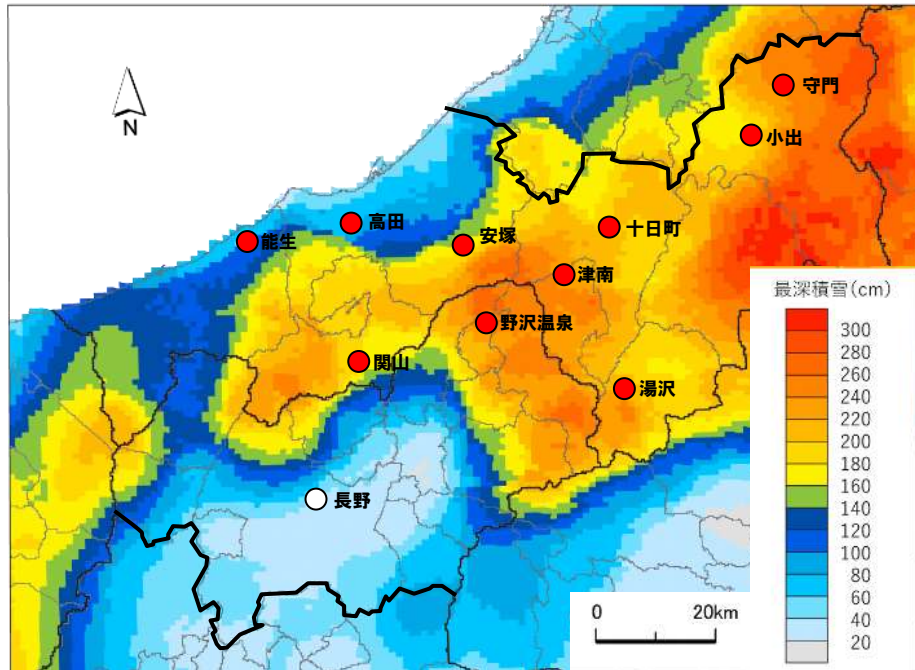 守門
小出
N
高田
能生
安塚
十日町
津南
野沢温泉
関山
湯沢
長野
最深積雪(cm)
300
280
260
240
220
200
180
160
140
120
100
80
60
40
20
0 20km